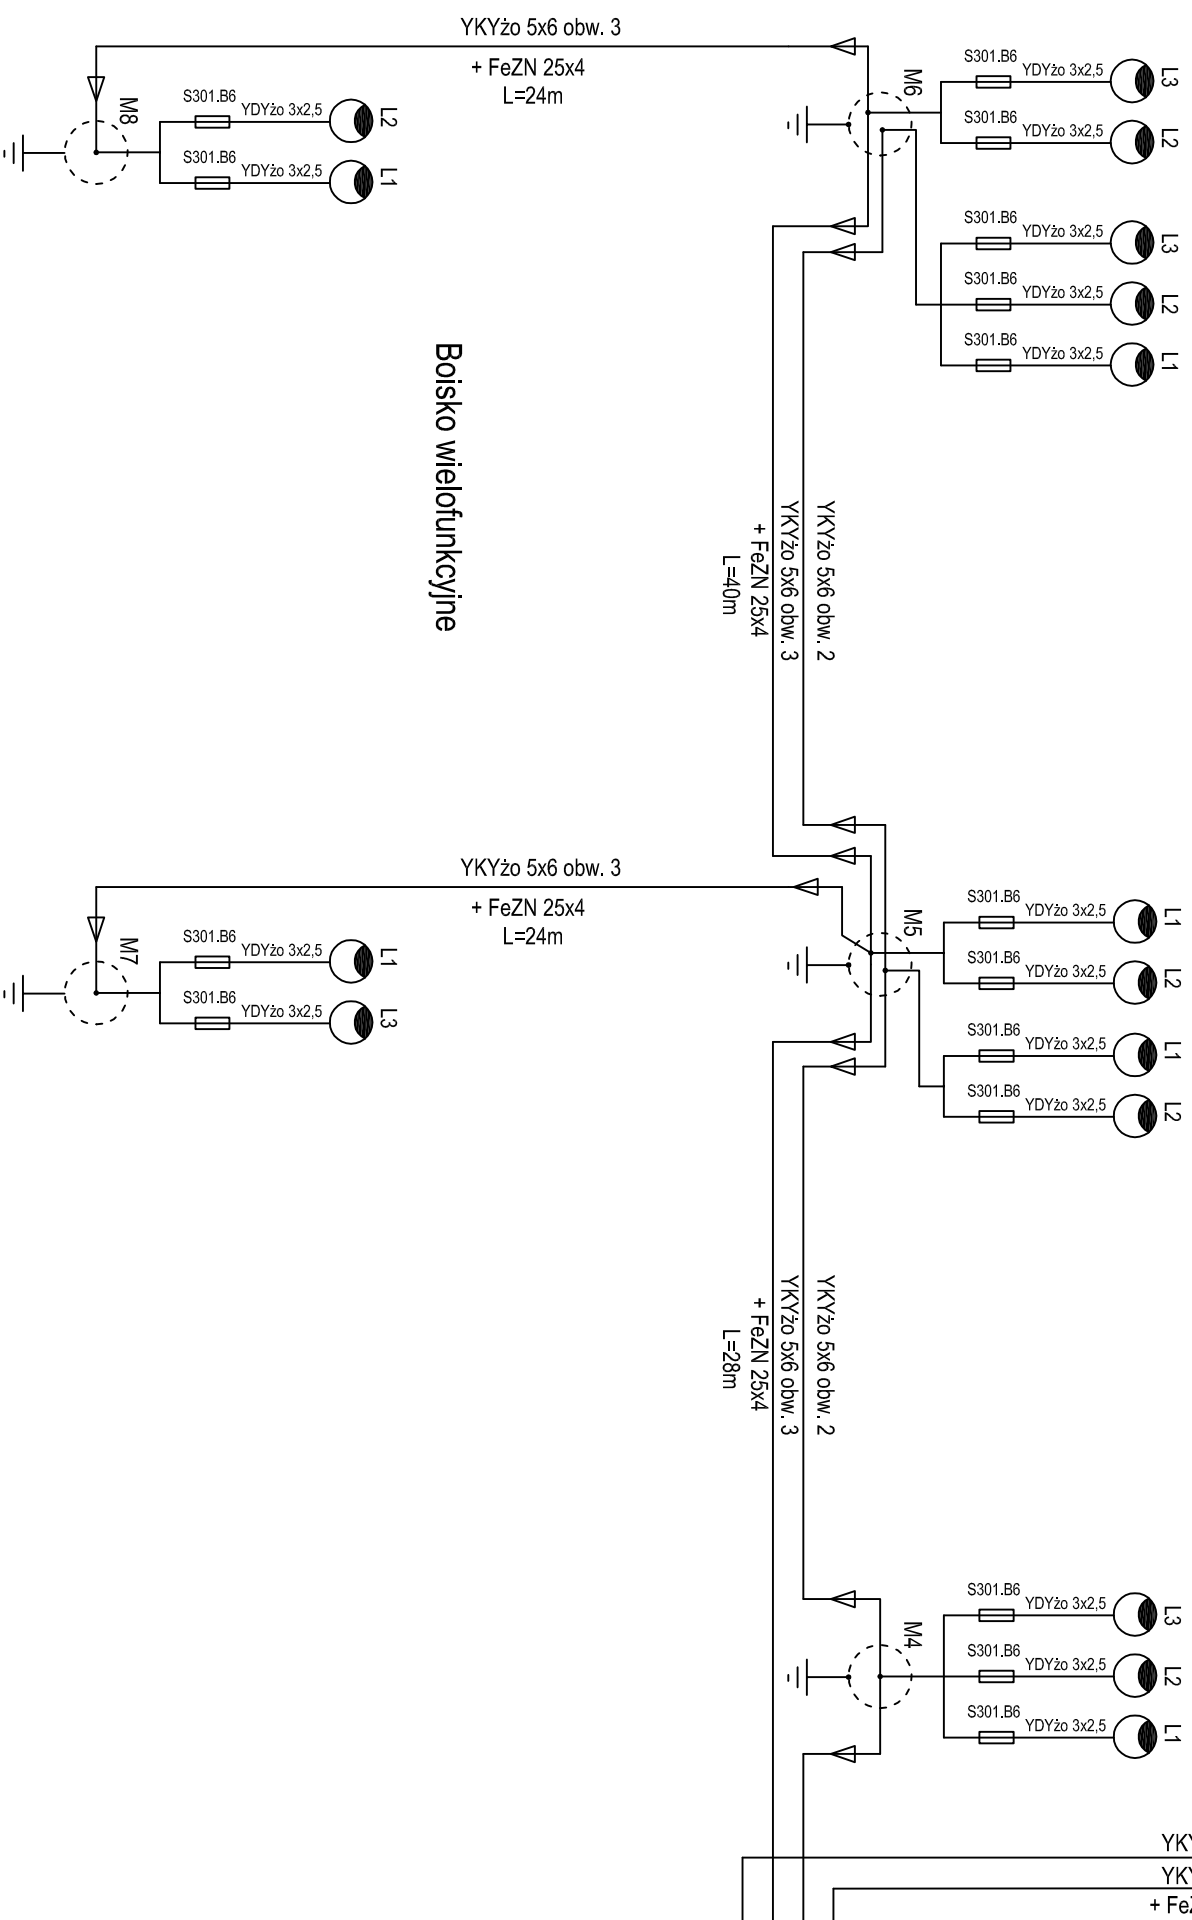 YKYżo 5x6 obw. 3
+ FeZN 25x4
L=24m
M6
S301.B6
YDYżo 3x2,5
L3
S301.B6
YDYżo 3x2,5
L2
S301.B6
YDYżo 3x2,5
L3
S301.B6
YDYżo 3x2,5
L2
S301.B6
YDYżo 3x2,5
L1
M8
S301.B6
YDYżo 3x2,5
L2
S301.B6
YDYżo 3x2,5
L1
Boisko wielofunkcyjne
YKYżo 5x6 obw. 2
YKYżo 5x6 obw. 3
+ FeZN 25x4
L=40m
YKYżo 5x6 obw. 3
+ FeZN 25x4
L=24m
M5
S301.B6
YDYżo 3x2,5
L1
S301.B6
YDYżo 3x2,5
L2
S301.B6
YDYżo 3x2,5
L1
S301.B6
YDYżo 3x2,5
L2
M7
S301.B6
YDYżo 3x2,5
L1
S301.B6
YDYżo 3x2,5
L3
YKYżo 5x6 obw. 2
YKYżo 5x6 obw. 3
+ FeZN 25x4
L=28m
M4
S301.B6
YDYżo 3x2,5
L3
S301.B6
YDYżo 3x2,5
L2
S301.B6
YDYżo 3x2,5
L1